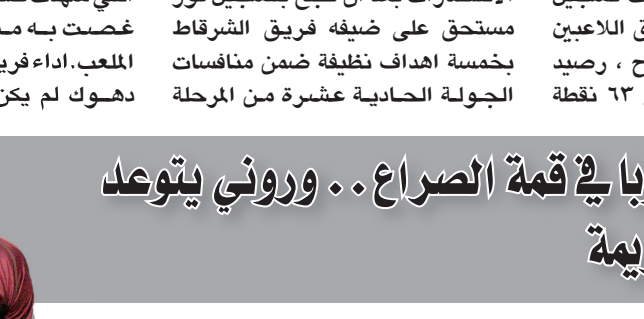 ق اللاعبين
ح ، رصيد
٦٣ نقطة
مستحق على ضيفه فريق الشرقاط
بخمسة اهداف نظيفة ضمن منافسات
الجولة الحادية عشرة من المرحلة
غصت به
الملعب. اداء
دهوك لم يكن
با في قمة الصراع.. وروني يتوعد
يمة